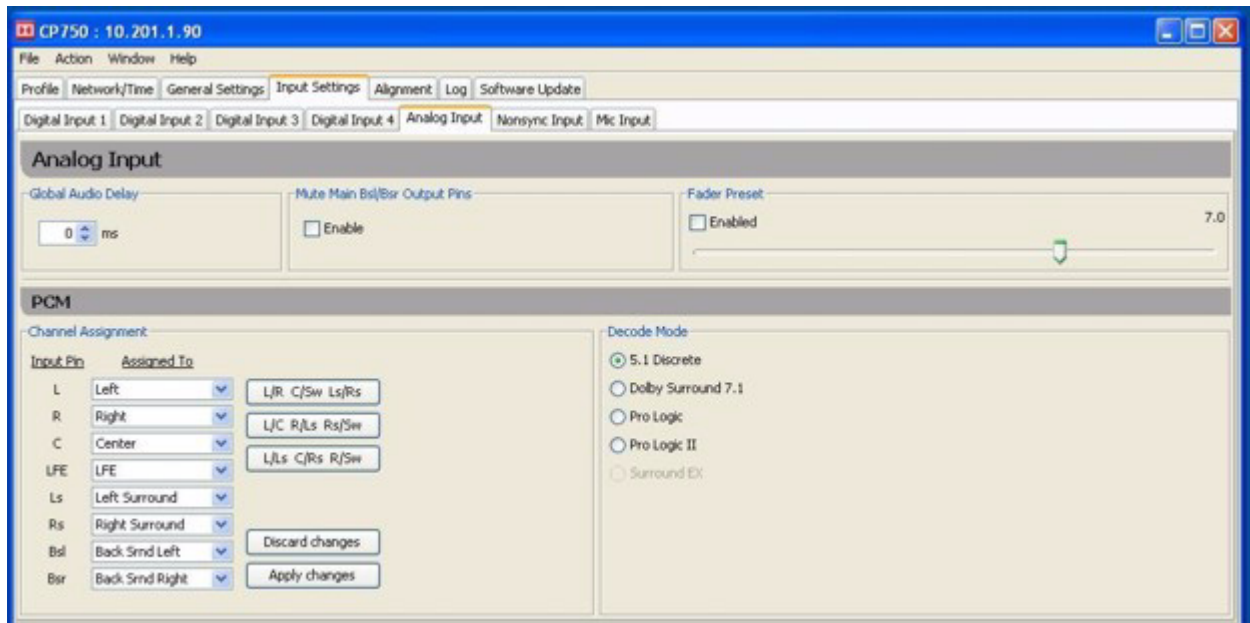 CP750 : 10.201.1.90
File Action Window Help
Profile Network/Time General Settings Input Settings Alignment Log Software Update
Digital Input 1 Digital Input 2 Digital Input 3 Digital Input 4 Analog Input Nonsync Input Mic Input
Analog Input
Global Audio Delay
0 ms
Mute Main Bsl/Bsr Output Pins
Enable
Fader Preset
Enabled 7.0
PCM
Channel Assignment
Input Pin Assigned To
L Left
R Right
C Center
LFE LFE
Ls Left Surround
Rs Right Surround
Bsl Back Srnd Left
Bsr Back Srnd Right
L/R C/Sw Ls/Rs
L/C R/Ls Rs/Sw
L/Ls C/Rs R/Sw
Discard changes
Apply changes
Decode Mode
5.1 Discrete
Dolby Surround 7.1
Pro Logic
Pro Logic II
Surround EX